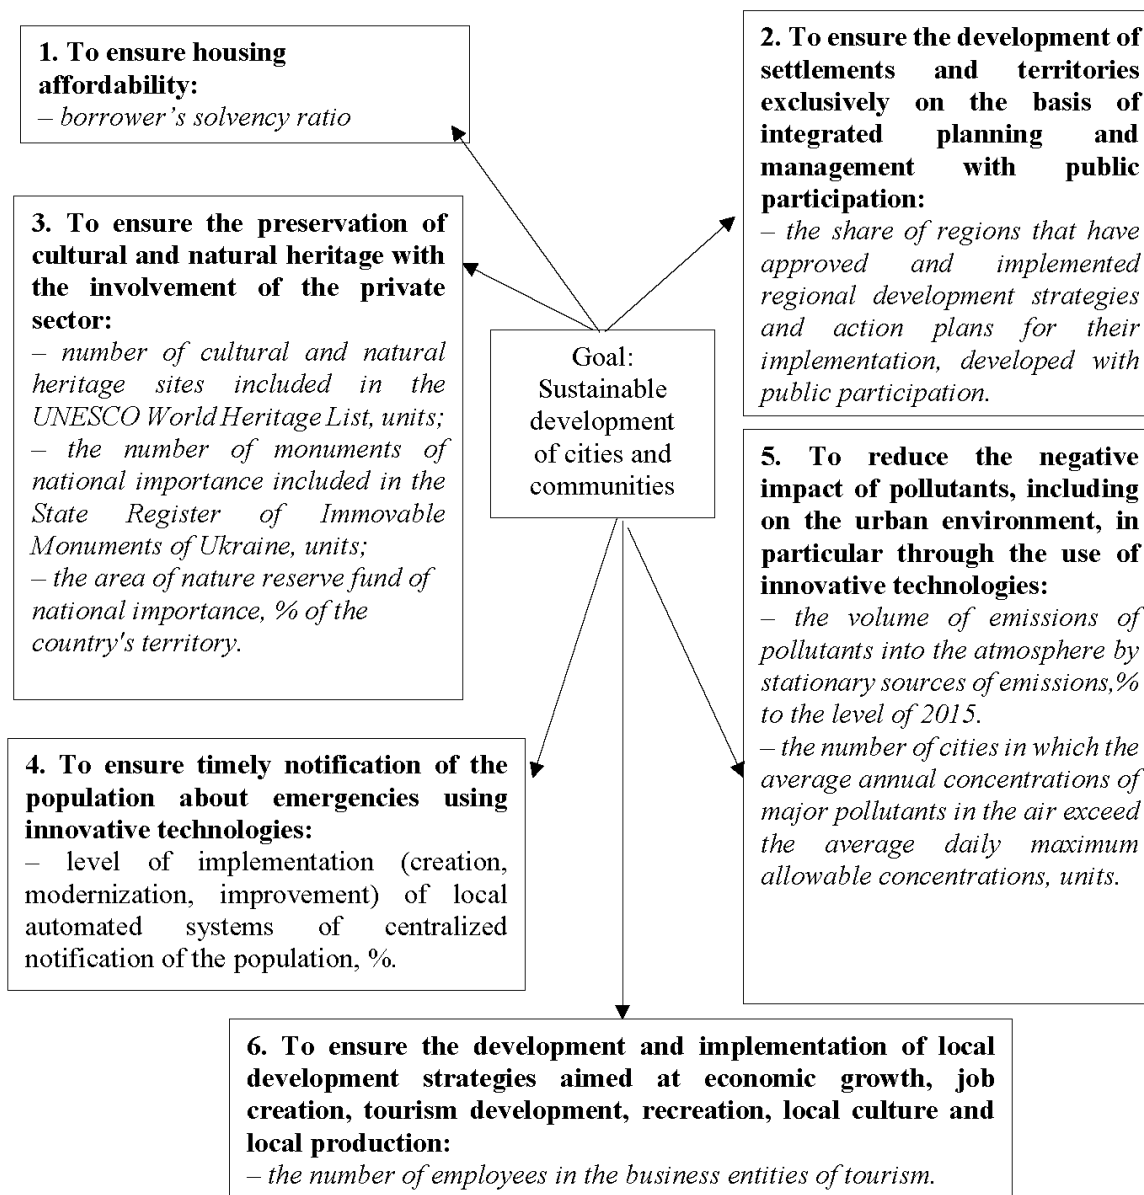 1. To ensure housing
affordability:
– borrower’s solvency ratio
2. To ensure the development of
settlements and territories
exclusively on the basis of
integrated planning and
management with public
participation:
– the share of regions that have
approved and implemented
regional development strategies
and action plans for their
implementation, developed with
public participation.
3. To ensure the preservation of
cultural and natural heritage with
the involvement of the private
sector:
– number of cultural and natural
heritage sites included in the
UNESCO World Heritage List, units;
– the number of monuments of
national importance included in the
State Register of Immovable
Monuments of Ukraine, units;
– the area of nature reserve fund of
national importance, % of the
country's territory.
Goal:
Sustainable
development
of cities and
communities
5. To reduce the negative
impact of pollutants, including
on the urban environment, in
particular through the use of
innovative technologies:
– the volume of emissions of
pollutants into the atmosphere by
stationary sources of emissions,%
to the level of 2015.
– the number of cities in which the
average annual concentrations of
major pollutants in the air exceed
the average daily maximum
allowable concentrations, units.
4. To ensure timely notification of the
population about emergencies using
innovative technologies:
– level of implementation (creation,
modernization, improvement) of local
automated systems of centralized
notification of the population, %.
6. To ensure the development and implementation of local
development strategies aimed at economic growth, job
creation, tourism development, recreation, local culture and
local production:
– the number of employees in the business entities of tourism.